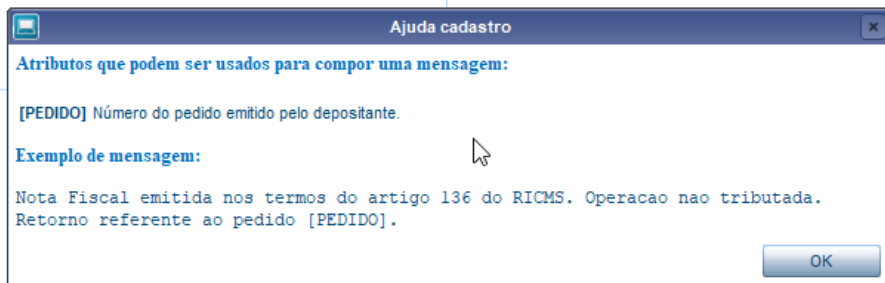 Ajuda cadastro
Atributos que podem ser usados para compor uma mensagem:
[PEDIDO] Número do pedido emitido pelo depositante.
Exemplo de mensagem:
Nota Fiscal emitida nos termos do artigo 136 do RICMS. Operacao nao tributada.
Retorno referente ao pedido [PEDIDO].
OK